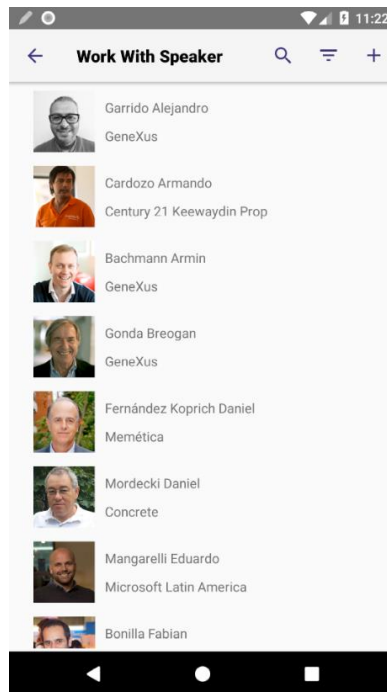 11:22
Work With Speaker
Garrido Alejandro
GeneXus
Cardozo Armando
Century 21 Keewaydin Prop
Bachmann Armin
GeneXus
Gonda Breogan
GeneXus
Fernández Koprich Daniel
Memética
Mordecki Daniel
Concrete
Mangarelli Eduardo
Microsoft Latin America
Bonilla Fabian